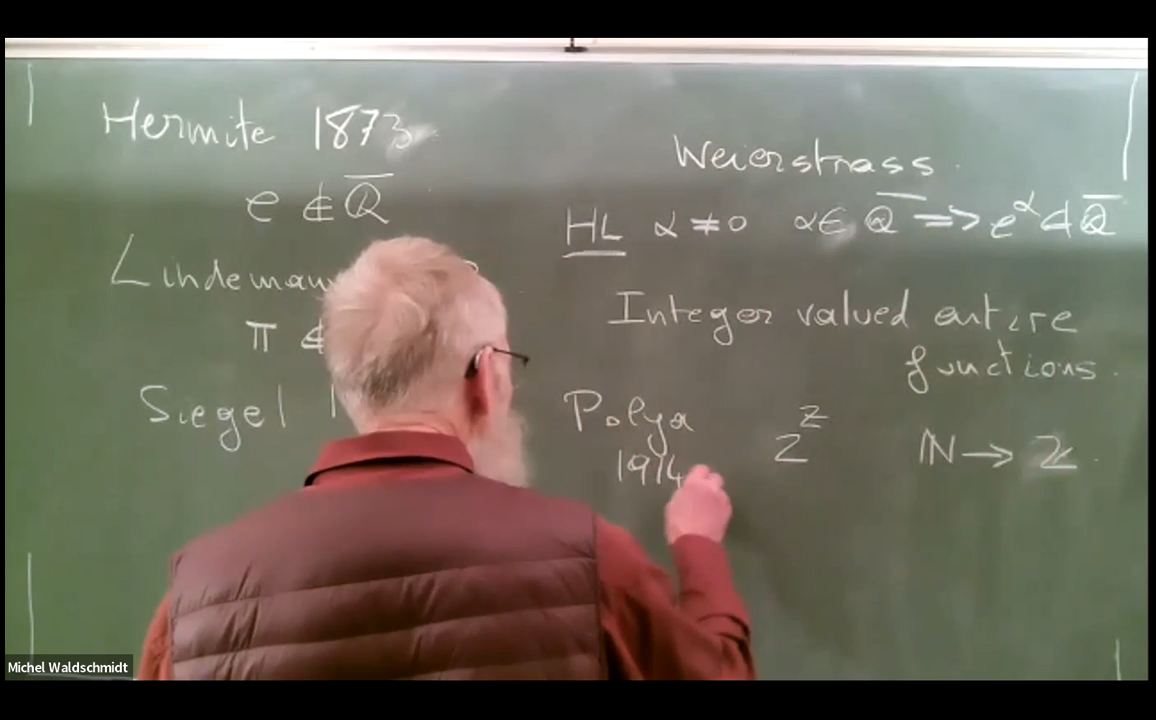 Hermite 1873
e ∉ Q̅
Lindemann
π ∉
Siegel
Weierstrass.
HL α ≠ 0 α ∈ Q̅ => e^α ∉ Q̅
Integer valued entire
functions.
Polya
1914
2^z ℕ → ℤ.
Michel Waldschmidt